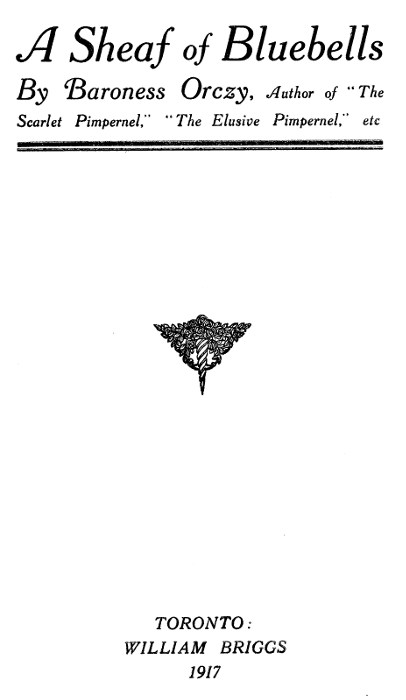 A Sheaf of Bluebells
By Baroness Orczy, Author of "The
Scarlet Pimpernel," "The Elusive Pimpernel," etc
TORONTO:
WILLIAM BRIGGS
1917